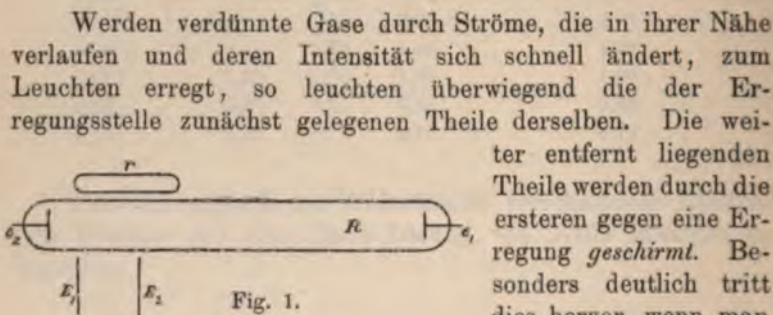 Werden verdünnte Gase durch Ströme, die in ihrer Nähe
verlaufen und deren Intensität sich schnell ändert, zum
Leuchten erregt, so leuchten überwiegend die der Er-
regungsstelle zunächst gelegenen Theile derselben. Die wei-
ter entfernt liegenden
Theile werden durch die
ersteren gegen eine Er-
regung geschirmt. Be-
sonders deutlich tritt
r
R
e₂
e₁
E₁
E₂
Fig. 1.